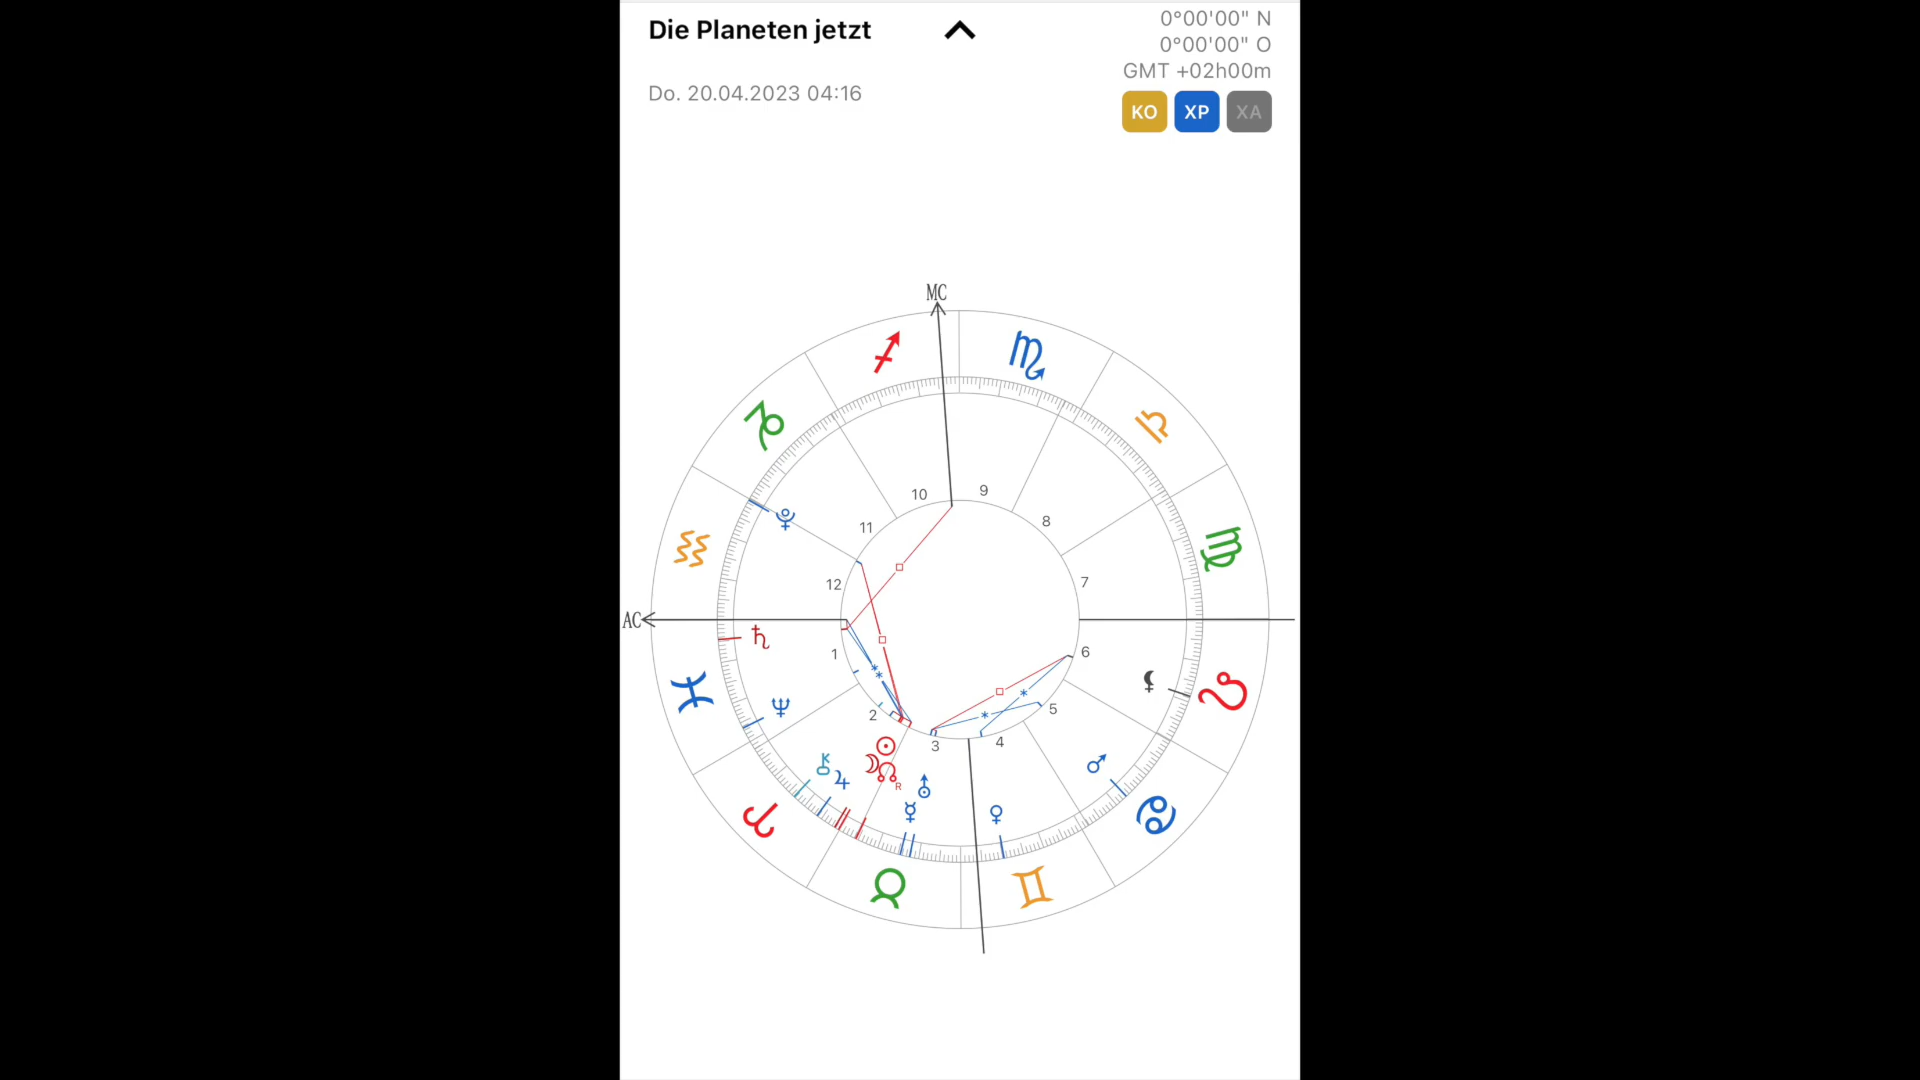 Die Planeten jetzt
0°00'00" N
0°00'00" O
GMT +02h00m
Do. 20.04.2023 04:16
KO XP XA
MC
10 9
11 8
12 7
AC
1 6
2 5
3 4
R